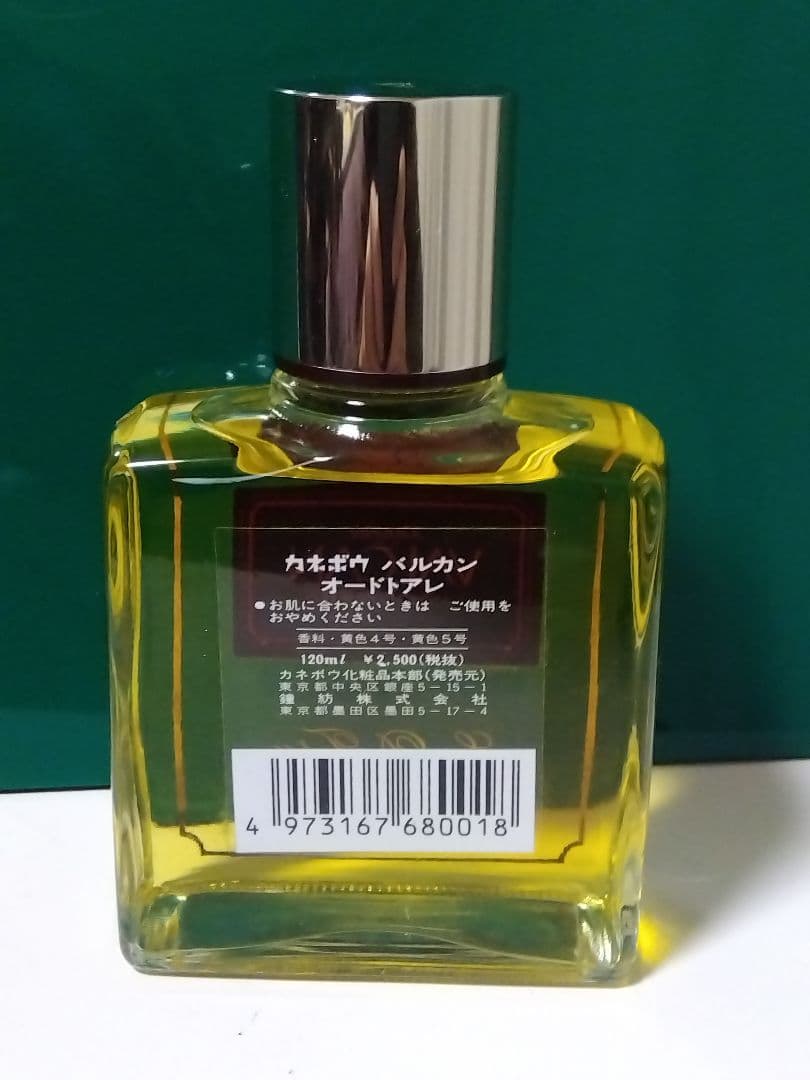 カネボウ バルカン
オードトアレ
●お肌に合わないときは ご使用を
おやめください
香料・黄色4号・黄色5号
120ml ¥2,500(税抜)
カネボウ化粧品本部(発売元)
東京都中央区銀座5-15-1
鐘紡株式会社
東京都墨田区墨田5-17-4
4 973167 680018